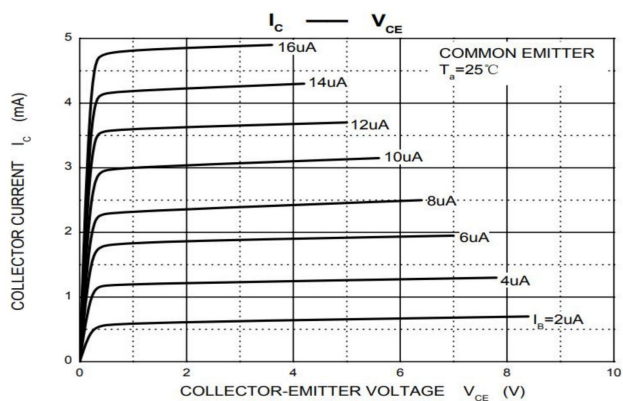 I_C —— V_CE
COMMON EMITTER
T_a=25℃
COLLECTOR CURRENT I_C (mA)
5
4
3
2
1
0
16uA
14uA
12uA
10uA
8uA
6uA
4uA
I_B=2uA
0 2 4 6 8 10
COLLECTOR-EMITTER VOLTAGE V_CE (V)